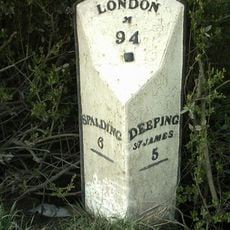 LONDON
M
94
SPALDING
6
DEEPING
ST JAMES
5